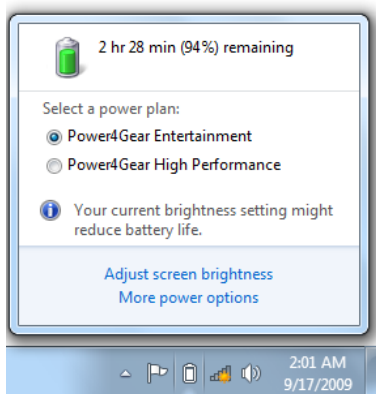 2 hr 28 min (94%) remaining
Select a power plan:
Power4Gear Entertainment
Power4Gear High Performance
Your current brightness setting might
reduce battery life.
Adjust screen brightness
More power options
2:01 AM
9/17/2009